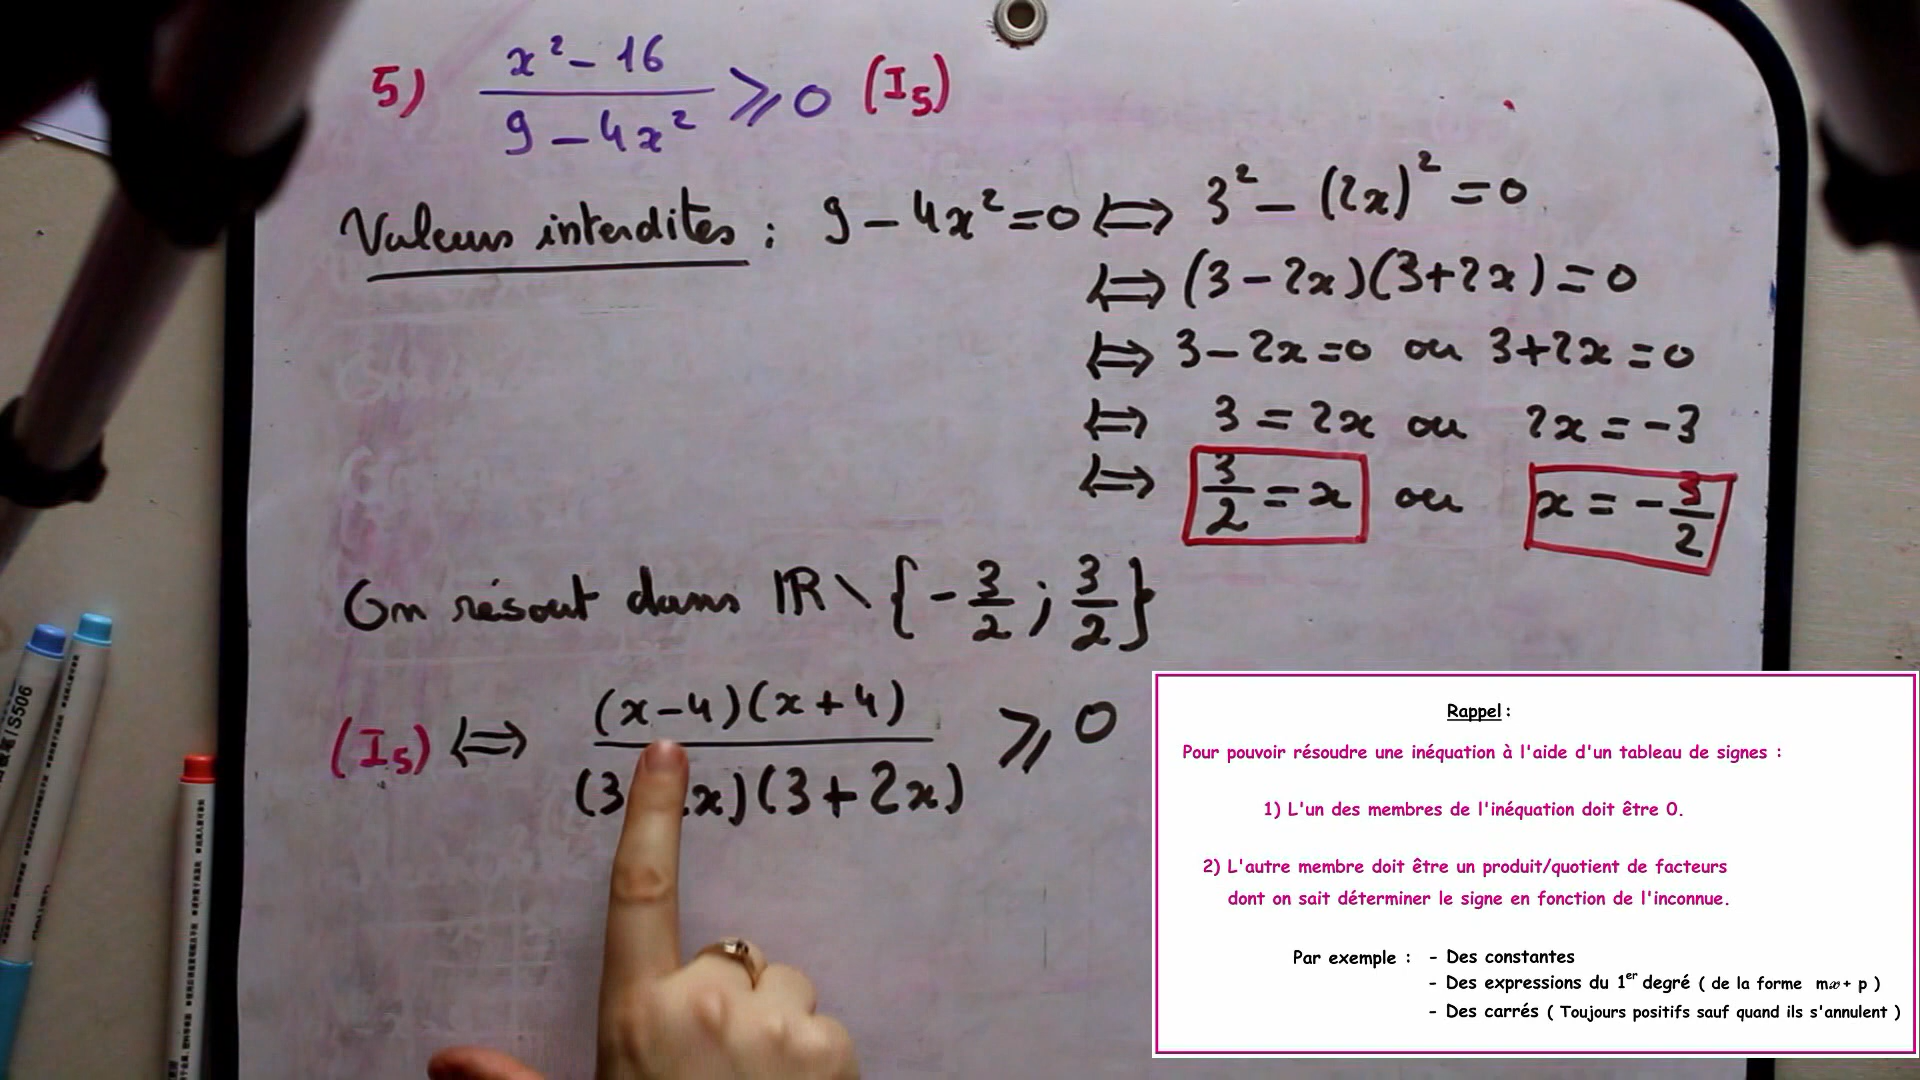 5) (x² - 16)/(9 - 4x²) ⩾ 0 (I₅)
Valeurs interdites : 9 - 4x² = 0 ⟺ 3² - (2x)² = 0
⟺ (3 - 2x)(3 + 2x) = 0
⟺ 3 - 2x = 0 ou 3 + 2x = 0
⟺ 3 = 2x ou 2x = -3
⟺ 3/2 = x ou x = -3/2
On résout dans ℝ \ { -3/2 ; 3/2 }
(I₅) ⟺ (x - 4)(x + 4)/(3 x)(3 + 2x) ⩾ 0
Rappel :
Pour pouvoir résoudre une inéquation à l'aide d'un tableau de signes :
1) L'un des membres de l'inéquation doit être 0.
2) L'autre membre doit être un produit/quotient de facteurs
dont on sait déterminer le signe en fonction de l'inconnue.
Par exemple : - Des constantes
- Des expressions du 1er degré ( de la forme mx + p )
- Des carrés ( Toujours positifs sauf quand ils s'annulent )
/S506